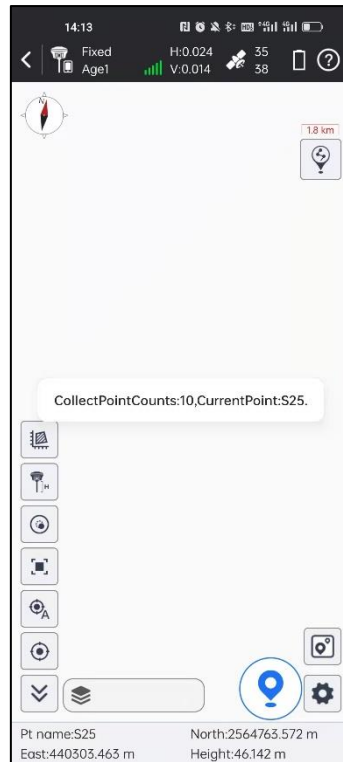 14:13
Fixed
H:0.024
35
Age1
V:0.014
38
N
1.8 km
CollectPointCounts:10,CurrentPoint:S25.
H
A
Pt name:S25
North:2564763.572 m
East:440303.463 m
Height:46.142 m